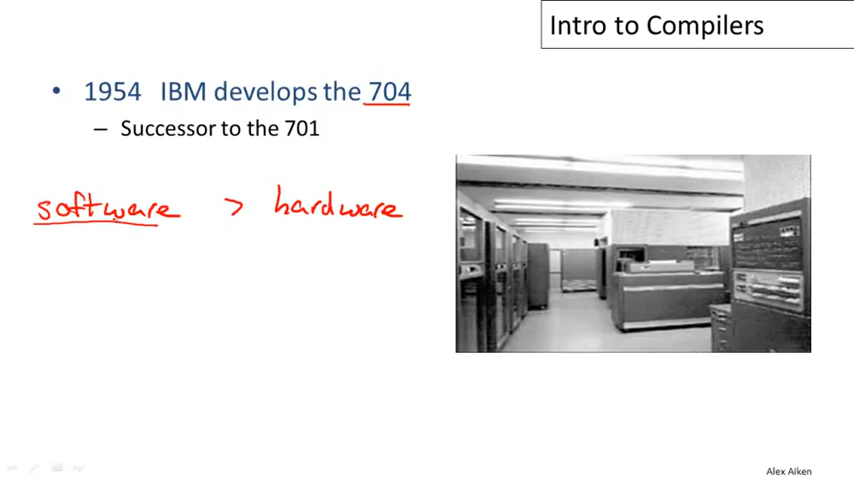 Intro to Compilers
• 1954 IBM develops the 704
– Successor to the 701
software > hardware
Alex Aiken